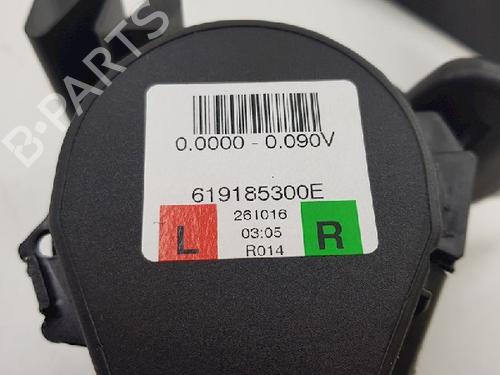 B-PARTS
0.0000 - 0.090V
619185300E
261016
L 03:05 R
R014